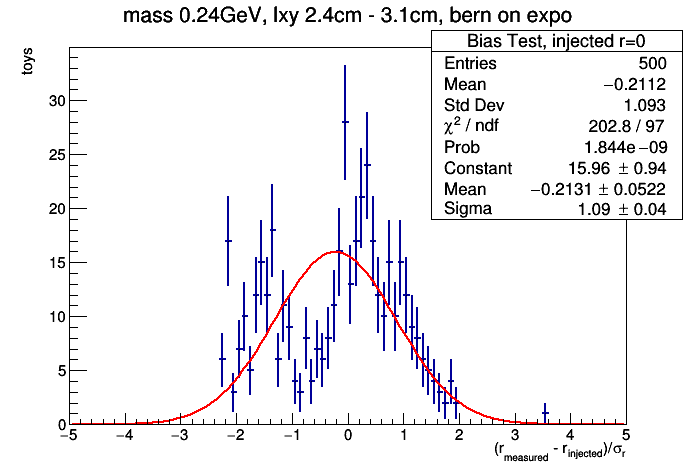 mass 0.24GeV, lxy 2.4cm - 3.1cm, bern on expo
Bias Test, injected r=0
Entries 500
Mean −0.2112
Std Dev 1.093
χ² / ndf 202.8 / 97
Prob 1.844e−09
Constant 15.96 ± 0.94
Mean −0.2131 ± 0.0522
Sigma 1.09 ± 0.04
toys
30
25
20
15
10
5
0
−5 −4 −3 −2 −1 0 1 2 3 4 5
(r_measured - r_injected)/σ_r